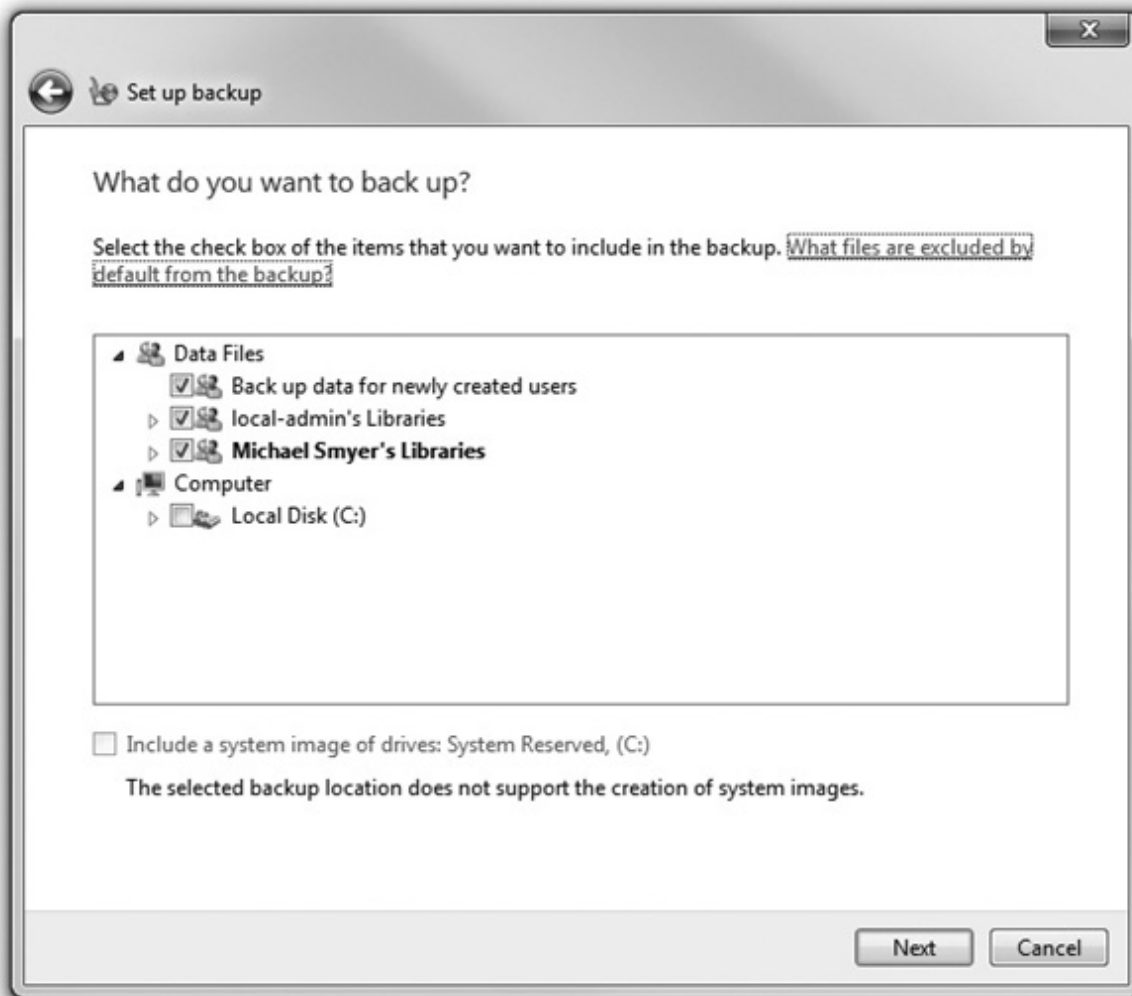 Set up backup
What do you want to back up?
Select the check box of the items that you want to include in the backup. What files are excluded by
default from the backup?
Data Files
Back up data for newly created users
local-admin's Libraries
Michael Smyer's Libraries
Computer
Local Disk (C:)
Include a system image of drives: System Reserved, (C:)
The selected backup location does not support the creation of system images.
Next Cancel